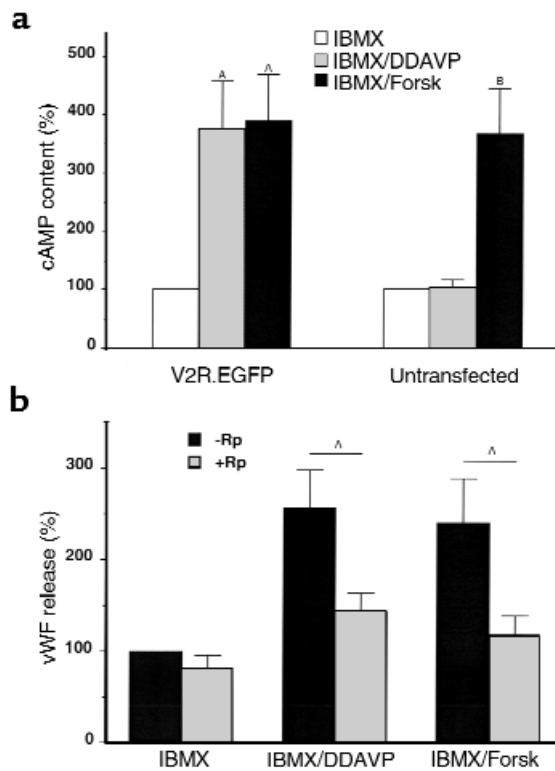 a
IBMX
IBMX/DDAVP
IBMX/Forsk
cAMP content (%)
500
400
300
200
100
0
A
A
B
V2R.EGFP
Untransfected
b
-Rp
+Rp
vWF release (%)
300
200
100
0
A
A
IBMX
IBMX/DDAVP
IBMX/Forsk